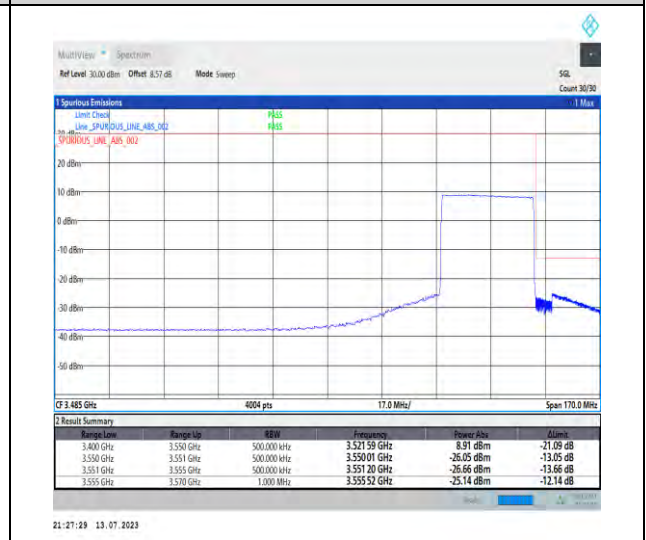 MultiView Spectrum
Ref Level 30.00 dBm Offset 8.57 dB Mode Sweep SGL
Count 30/30
1 Spurious Emissions 1 Max
Limit Check PASS
Line _SPURIOUS_LINE_ABS_002 PASS
_SPURIOUS_LINE_ABS_002
20 dBm
10 dBm
0 dBm
-10 dBm
-20 dBm
-30 dBm
-40 dBm
-50 dBm
CF 3.485 GHz 4004 pts 17.0 MHz/ Span 170.0 MHz
2 Result Summary
Range Low Range Up RBW Frequency Power Abs ΔLimit
3.400 GHz 3.550 GHz 500.000 kHz 3.521 59 GHz 8.91 dBm -21.09 dB
3.550 GHz 3.551 GHz 500.000 kHz 3.550 01 GHz -26.05 dBm -13.05 dB
3.551 GHz 3.555 GHz 500.000 kHz 3.551 20 GHz -26.66 dBm -13.66 dB
3.555 GHz 3.570 GHz 1.000 MHz 3.555 52 GHz -25.14 dBm -12.14 dB
21:27:29 13.07.2023